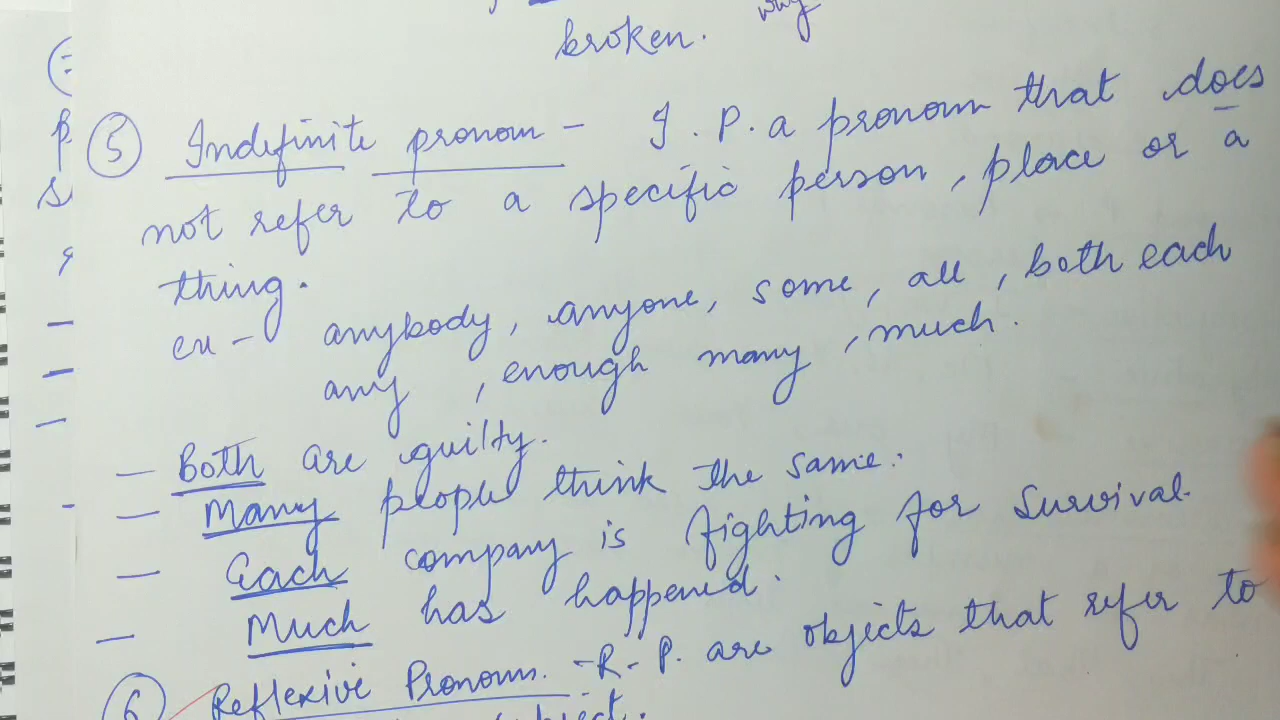 broken. why
5 Indefinite pronoun - I. P. a pronoun that does
not refer to a specific person, place or a
thing.
ex - anybody, anyone, some, all, both each
any , enough many, much.
- Both are guilty.
- Many people think the same.
- Each company is fighting for Survival.
- Much has happened.
6 Reflexive Pronoun. - R. P. are objects that refer to